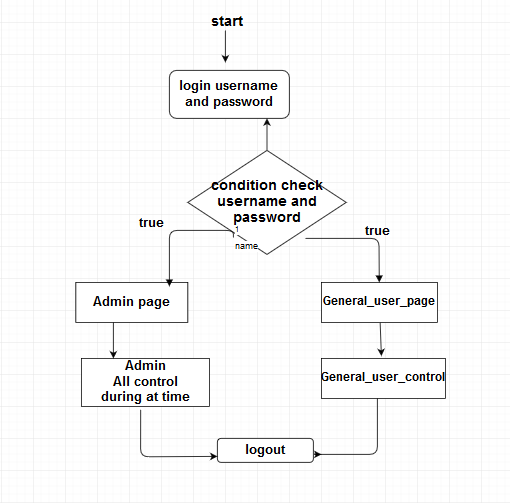 start
login username
and password
condition check
username and
password
true
true
1
name
Admin page
General_user_page
Admin
All control
during at time
General_user_control
logout